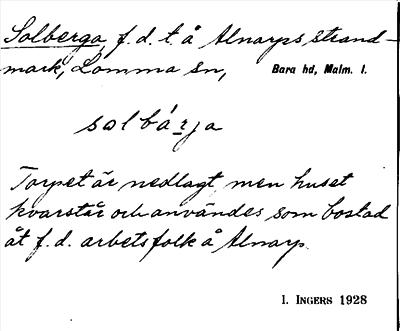 Solberga, f.d. t. å Alnarps strand-
mark, Lomma sn, Bara hd, Malm. l.
solbárja
Torpet är nedlagt, men huset
kvarstår och användes som bostad
åt f.d. arbetsfolk å Alnarp.
I. INGERS 1928